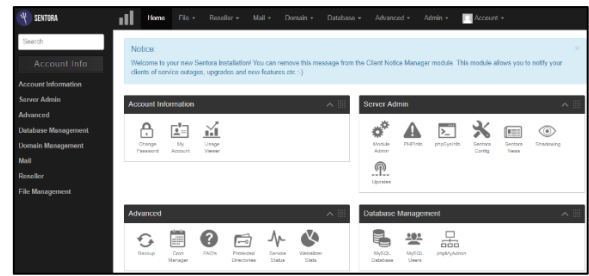 SENTORA
Home File Reseller Mail Domain Database Advanced Admin Account
Search
Account Info
Account Information
Server Admin
Advanced
Database Management
Domain Management
Mail
Reseller
File Management
Notice:
Welcome to your new Sentora Installation! You can remove this message from the Client Notice Manager module. This module allows you to notify your
clients of service outages, upgrades and new features etc :-)
Account Information
Change Password
My Account
Usage Viewer
Server Admin
Module Admin
PHPInfo
phpSysInfo
Sentora Config
Sentora News
Shadowing
Updates
Advanced
Backup
Cron Manager
FAQ's
Protected Directories
Service Status
Webalizer Stats
Database Management
MySQL Database
MySQL Users
phpMyAdmin